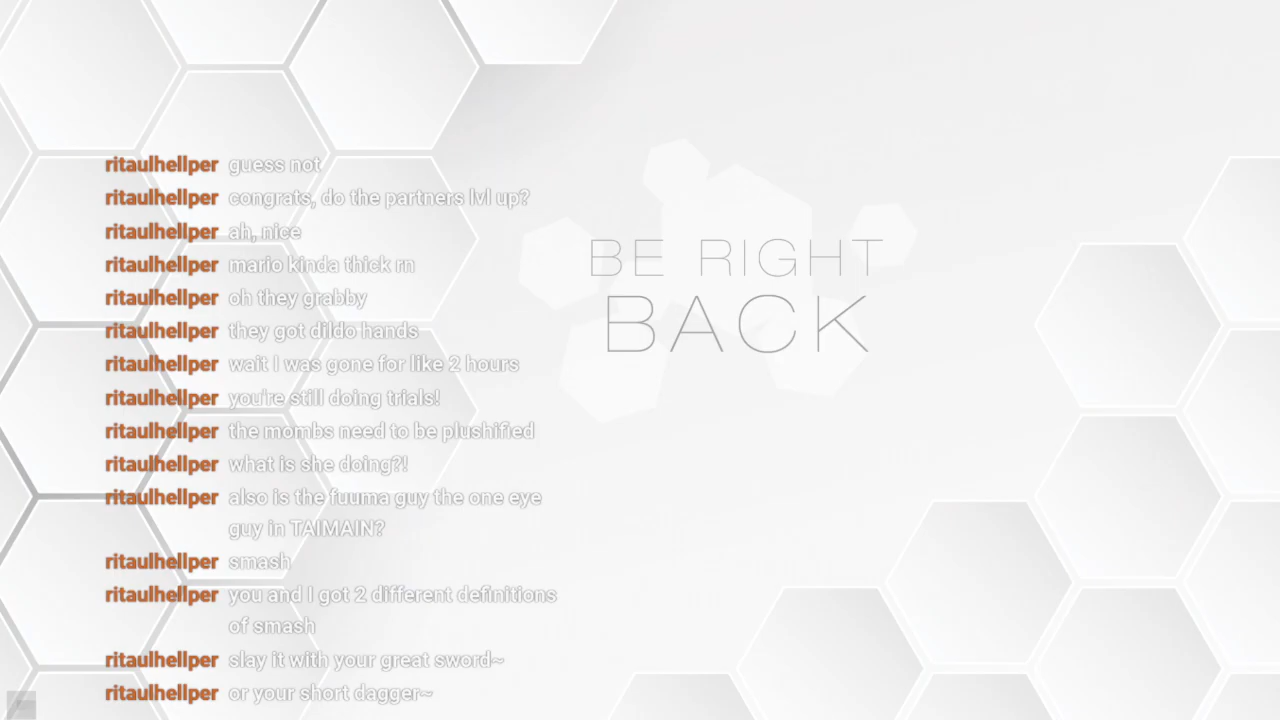 ritaulhellper guess not
ritaulhellper congrats, do the partners lvl up?
ritaulhellper ah, nice
ritaulhellper mario kinda thick rn
ritaulhellper oh they grabby
ritaulhellper they got dildo hands
ritaulhellper wait I was gone for like 2 hours
ritaulhellper you're still doing trials!
ritaulhellper the mombs need to be plushified
ritaulhellper what is she doing?!
ritaulhellper also is the fuuma guy the one eye
guy in TAIMAIN?
ritaulhellper smash
ritaulhellper you and I got 2 different definitions
of smash
ritaulhellper slay it with your great sword~
ritaulhellper or your short dagger~
BE RIGHT
BACK